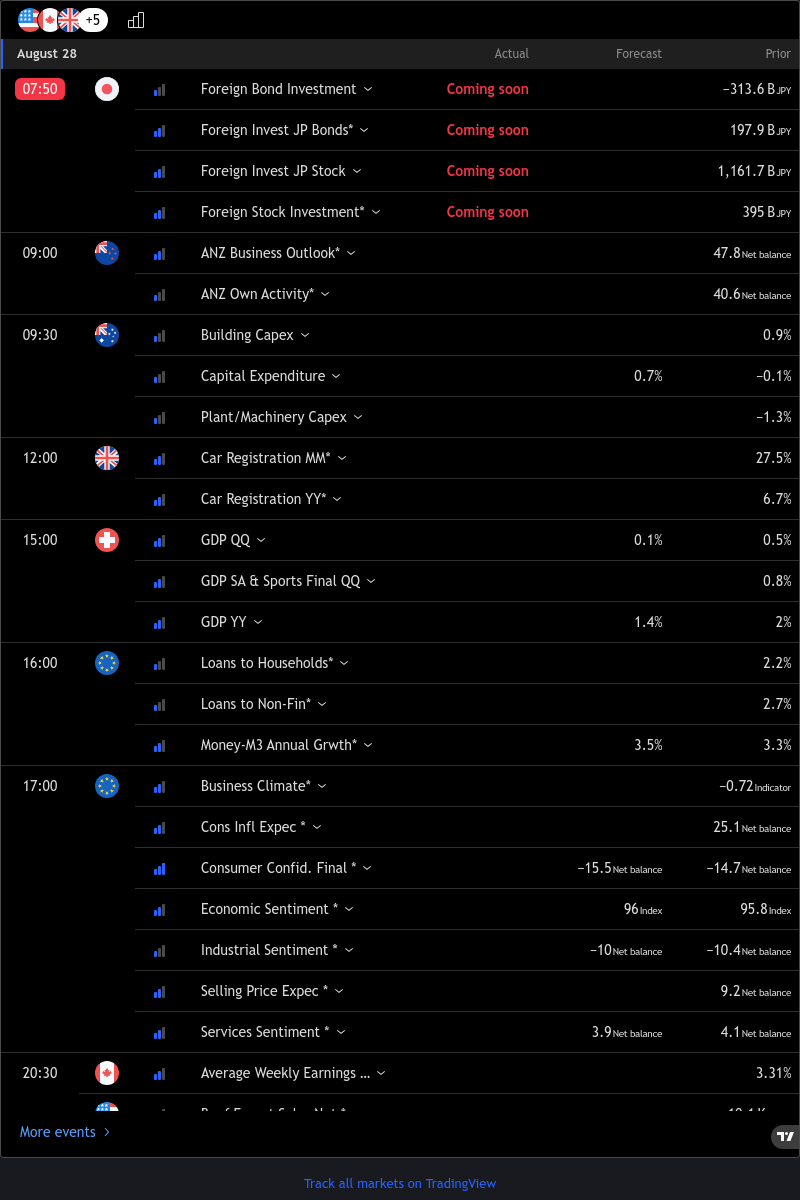 +5
August 28 Actual Forecast Prior
07:50 Foreign Bond Investment Coming soon −313.6 B JPY
Foreign Invest JP Bonds* Coming soon 197.9 B JPY
Foreign Invest JP Stock Coming soon 1,161.7 B JPY
Foreign Stock Investment* Coming soon 395 B JPY
09:00 ANZ Business Outlook* 47.8 Net balance
ANZ Own Activity* 40.6 Net balance
09:30 Building Capex 0.9%
Capital Expenditure 0.7% −0.1%
Plant/Machinery Capex −1.3%
12:00 Car Registration MM* 27.5%
Car Registration YY* 6.7%
15:00 GDP QQ 0.1% 0.5%
GDP SA & Sports Final QQ 0.8%
GDP YY 1.4% 2%
16:00 Loans to Households* 2.2%
Loans to Non-Fin* 2.7%
Money-M3 Annual Grwth* 3.5% 3.3%
17:00 Business Climate* −0.72 Indicator
Cons Infl Expec * 25.1 Net balance
Consumer Confid. Final * −15.5 Net balance −14.7 Net balance
Economic Sentiment * 96 Index 95.8 Index
Industrial Sentiment * −10 Net balance −10.4 Net balance
Selling Price Expec * 9.2 Net balance
Services Sentiment * 3.9 Net balance 4.1 Net balance
20:30 Average Weekly Earnings ... 3.31%
More events
Track all markets on TradingView